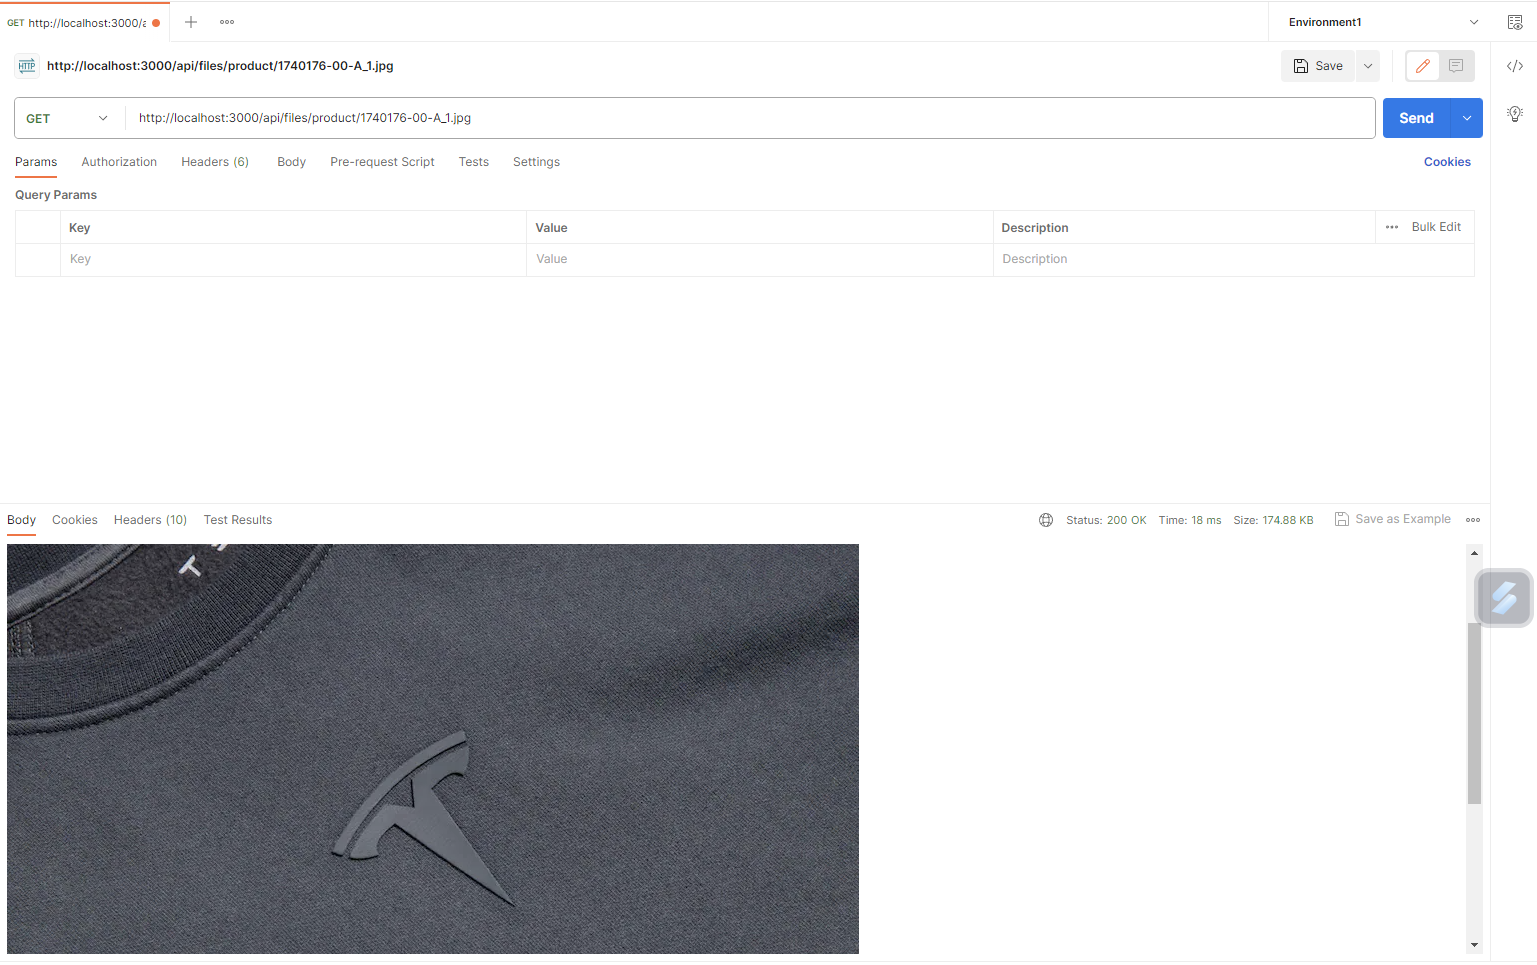 GET http://localhost:3000/a
Environment1
HTTP http://localhost:3000/api/files/product/1740176-00-A_1.jpg
Save
GET http://localhost:3000/api/files/product/1740176-00-A_1.jpg
Send
Params Authorization Headers (6) Body Pre-request Script Tests Settings
Cookies
Query Params
Key Value Description Bulk Edit
Key Value Description
Body Cookies Headers (10) Test Results
Status: 200 OK Time: 18 ms Size: 174.88 KB Save as Example
T